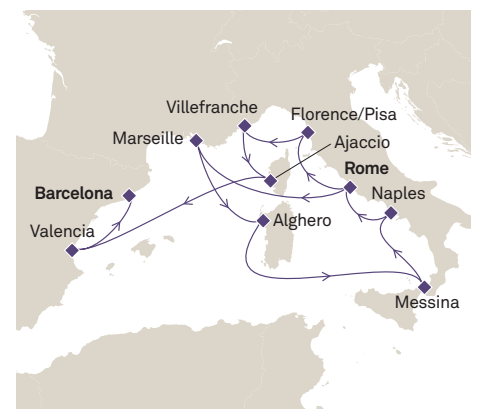 Villefranche
Florence/Pisa
Marseille
Ajaccio
Rome
Barcelona
Naples
Valencia
Alghero
Messina